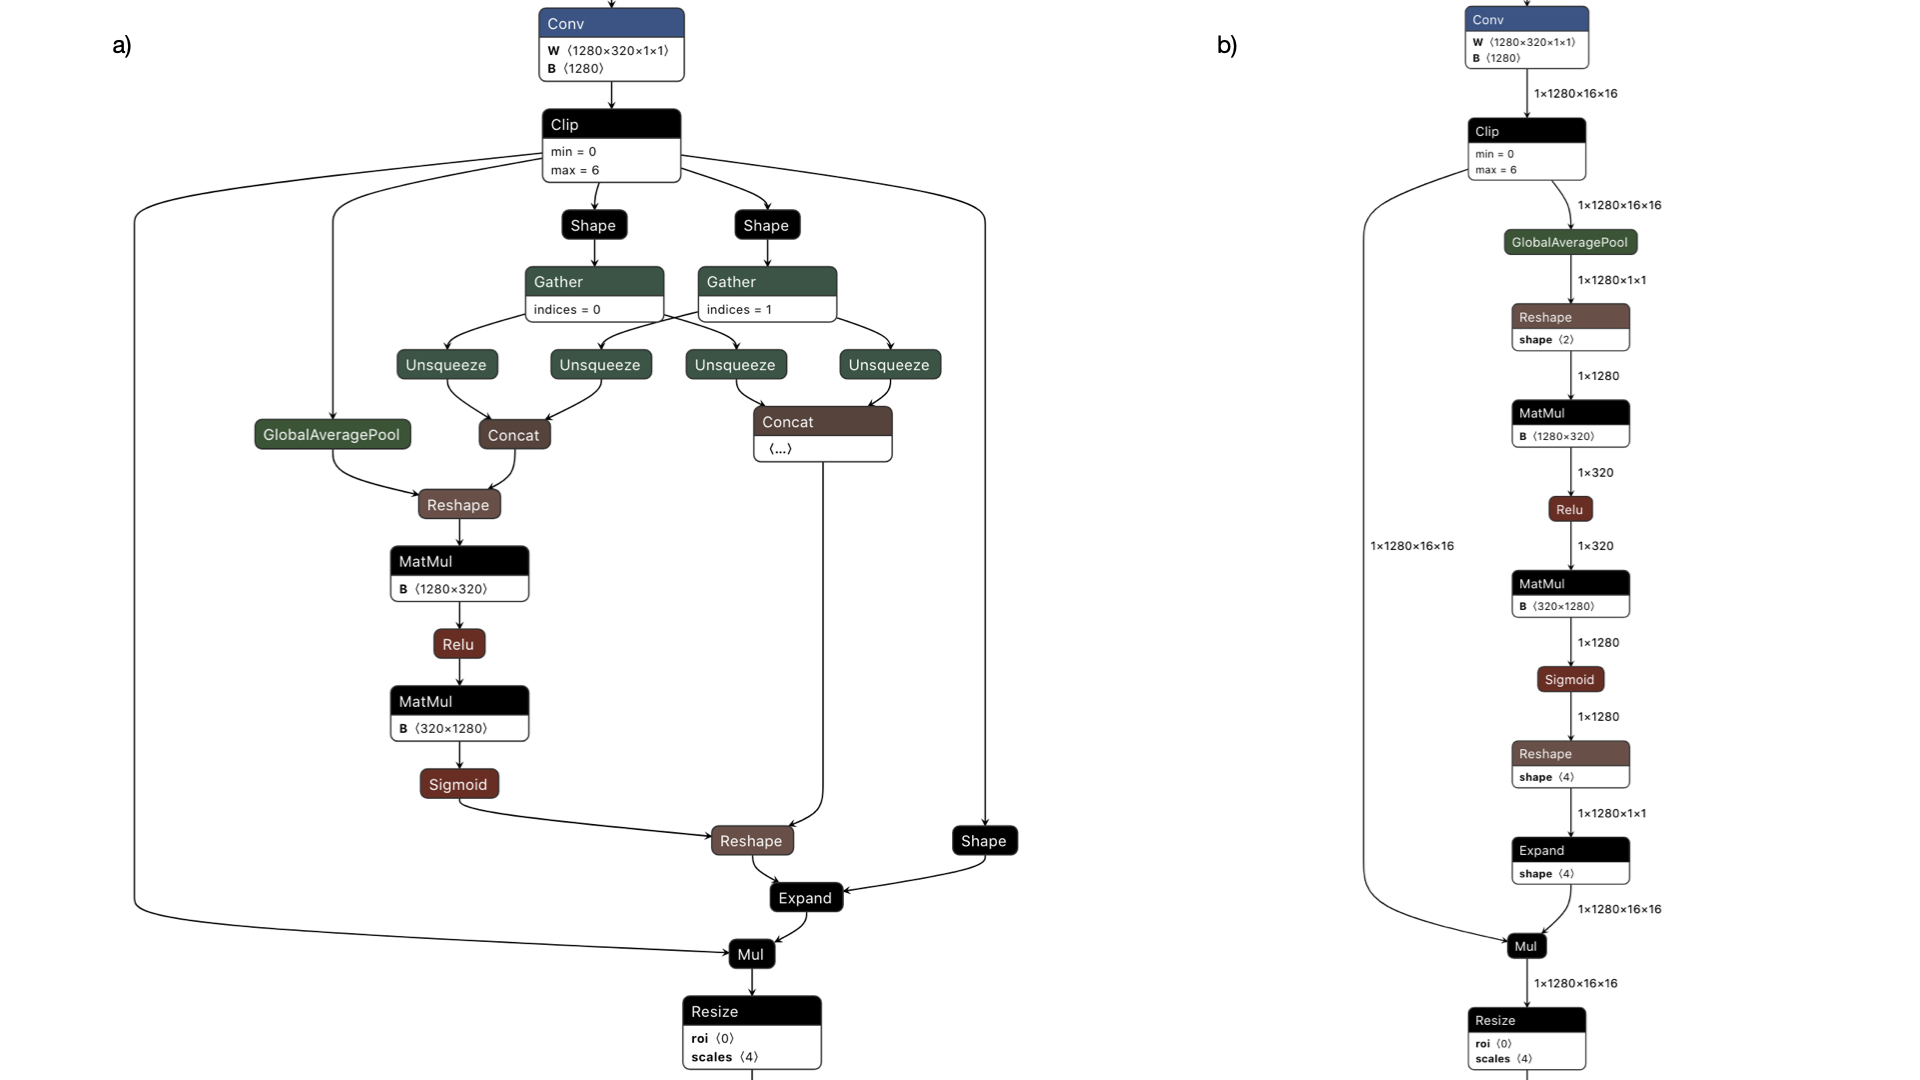 a)
Conv
W ⟨1280×320×1×1⟩
B ⟨1280⟩
Clip
min = 0
max = 6
Shape
Shape
Gather
indices = 0
Gather
indices = 1
Unsqueeze
Unsqueeze
Unsqueeze
Unsqueeze
GlobalAveragePool
Concat
Concat
⟨...⟩
Reshape
MatMul
B ⟨1280×320⟩
Relu
MatMul
B ⟨320×1280⟩
Sigmoid
Reshape
Shape
Expand
Mul
Resize
roi ⟨0⟩
scales ⟨4⟩
b)
Conv
W ⟨1280×320×1×1⟩
B ⟨1280⟩
1×1280×16×16
Clip
min = 0
max = 6
1×1280×16×16
GlobalAveragePool
1×1280×1×1
Reshape
shape ⟨2⟩
1×1280
MatMul
B ⟨1280×320⟩
1×320
Relu
1×1280×16×16
1×320
MatMul
B ⟨320×1280⟩
1×1280
Sigmoid
1×1280
Reshape
shape ⟨4⟩
1×1280×1×1
Expand
shape ⟨4⟩
1×1280×16×16
Mul
1×1280×16×16
Resize
roi ⟨0⟩
scales ⟨4⟩